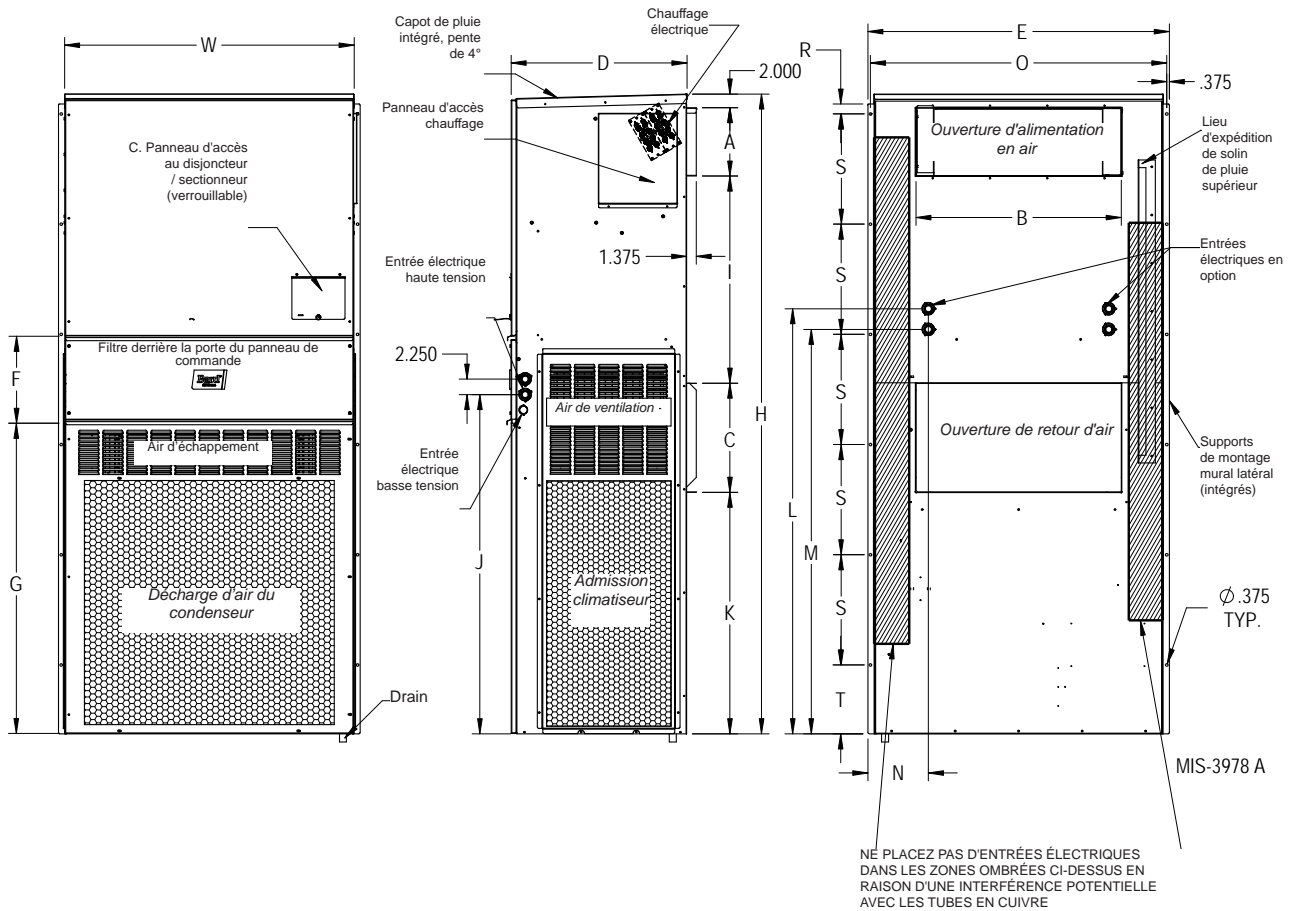 W
C. Panneau d'accès
au disjoncteur
/ sectionneur
(verrouillable)
F
Filtre derrière la porte du panneau de
commande
Bard
Air d'échappement
G
Décharge d'air du
condenseur
Drain
Capot de pluie
intégré, pente
de 4°
Chauffage
électrique
D
2.000
Panneau d'accès
chauffage
A
1.375
I
Entrée électrique
haute tension
2.250
Air de ventilation -
H
C
Entrée
électrique
basse tension
J
Admission
climatiseur
K
E
R
O
.375
Ouverture d'alimentation
en air
Lieu
d'expédition
de solin
de pluie
supérieur
S
B
S
Entrées
électriques en
option
S
Ouverture de retour d'air
L
M
S
Supports
de montage
mural latéral
(intégrés)
S
Ø .375
TYP.
T
N
MIS-3978 A
NE PLACEZ PAS D'ENTRÉES ÉLECTRIQUES
DANS LES ZONES OMBRÉES CI-DESSUS EN
RAISON D'UNE INTERFÉRENCE POTENTIELLE
AVEC LES TUBES EN CUIVRE